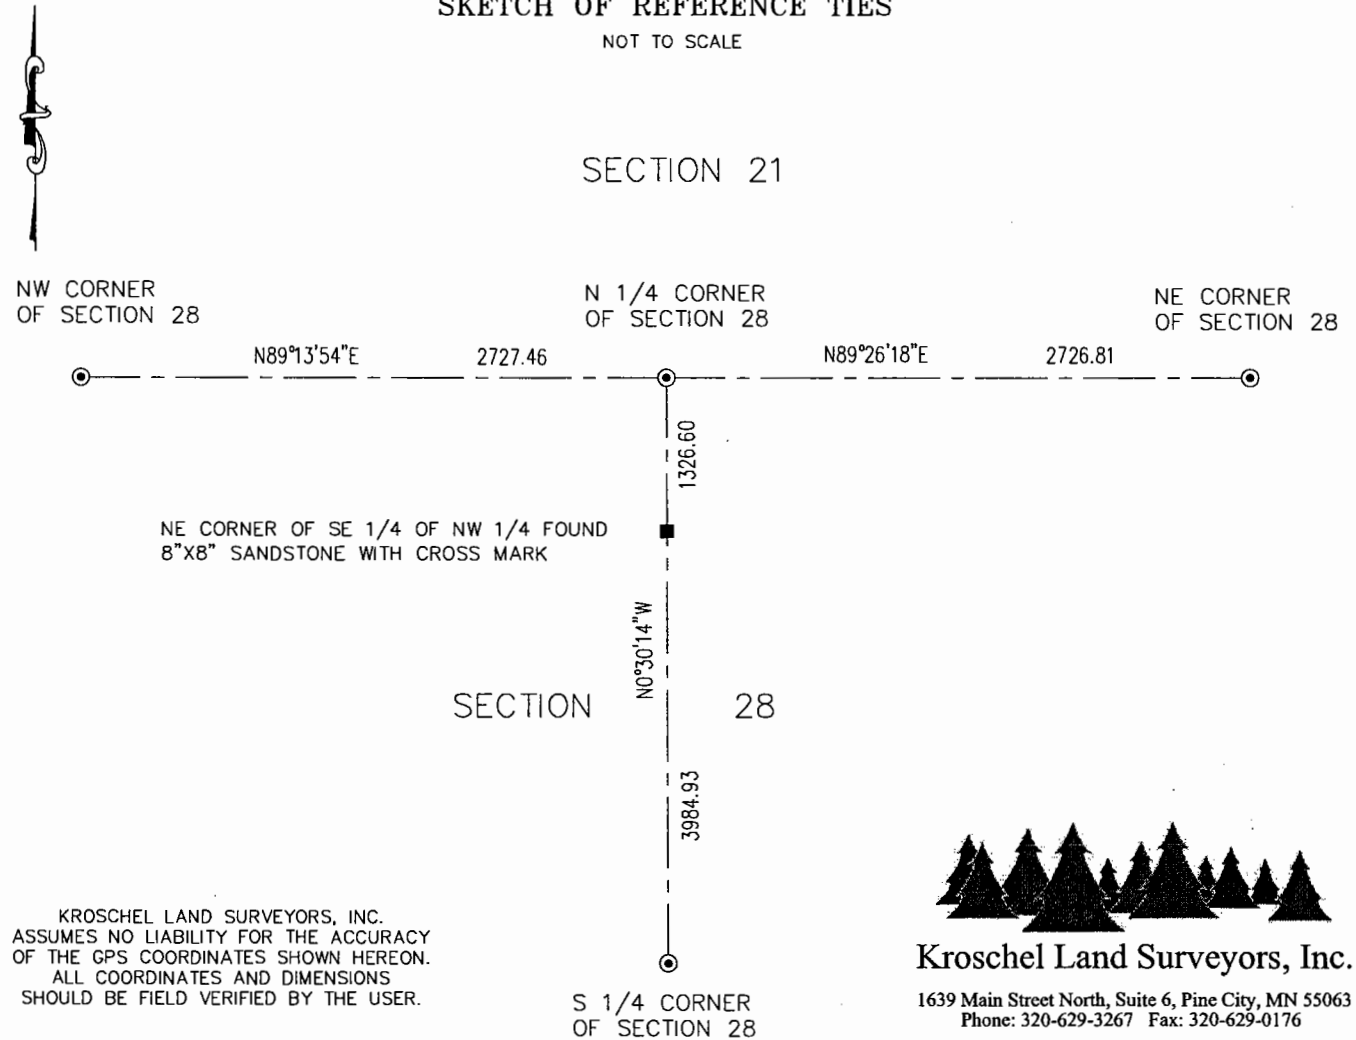 SKETCH OF REFERENCE TIES
NOT TO SCALE
SECTION 21
NW CORNER
OF SECTION 28
N 1/4 CORNER
OF SECTION 28
NE CORNER
OF SECTION 28
N89°13'54"E
2727.46
N89°26'18"E
2726.81
1326.60
NE CORNER OF SE 1/4 OF NW 1/4 FOUND
8"X8" SANDSTONE WITH CROSS MARK
N0°30'14"W
SECTION 28
3984.93
KROSCHEL LAND SURVEYORS, INC.
ASSUMES NO LIABILITY FOR THE ACCURACY
OF THE GPS COORDINATES SHOWN HEREON.
ALL COORDINATES AND DIMENSIONS
SHOULD BE FIELD VERIFIED BY THE USER.
S 1/4 CORNER
OF SECTION 28
Kroschel Land Surveyors, Inc.
1639 Main Street North, Suite 6, Pine City, MN 55063
Phone: 320-629-3267 Fax: 320-629-0176